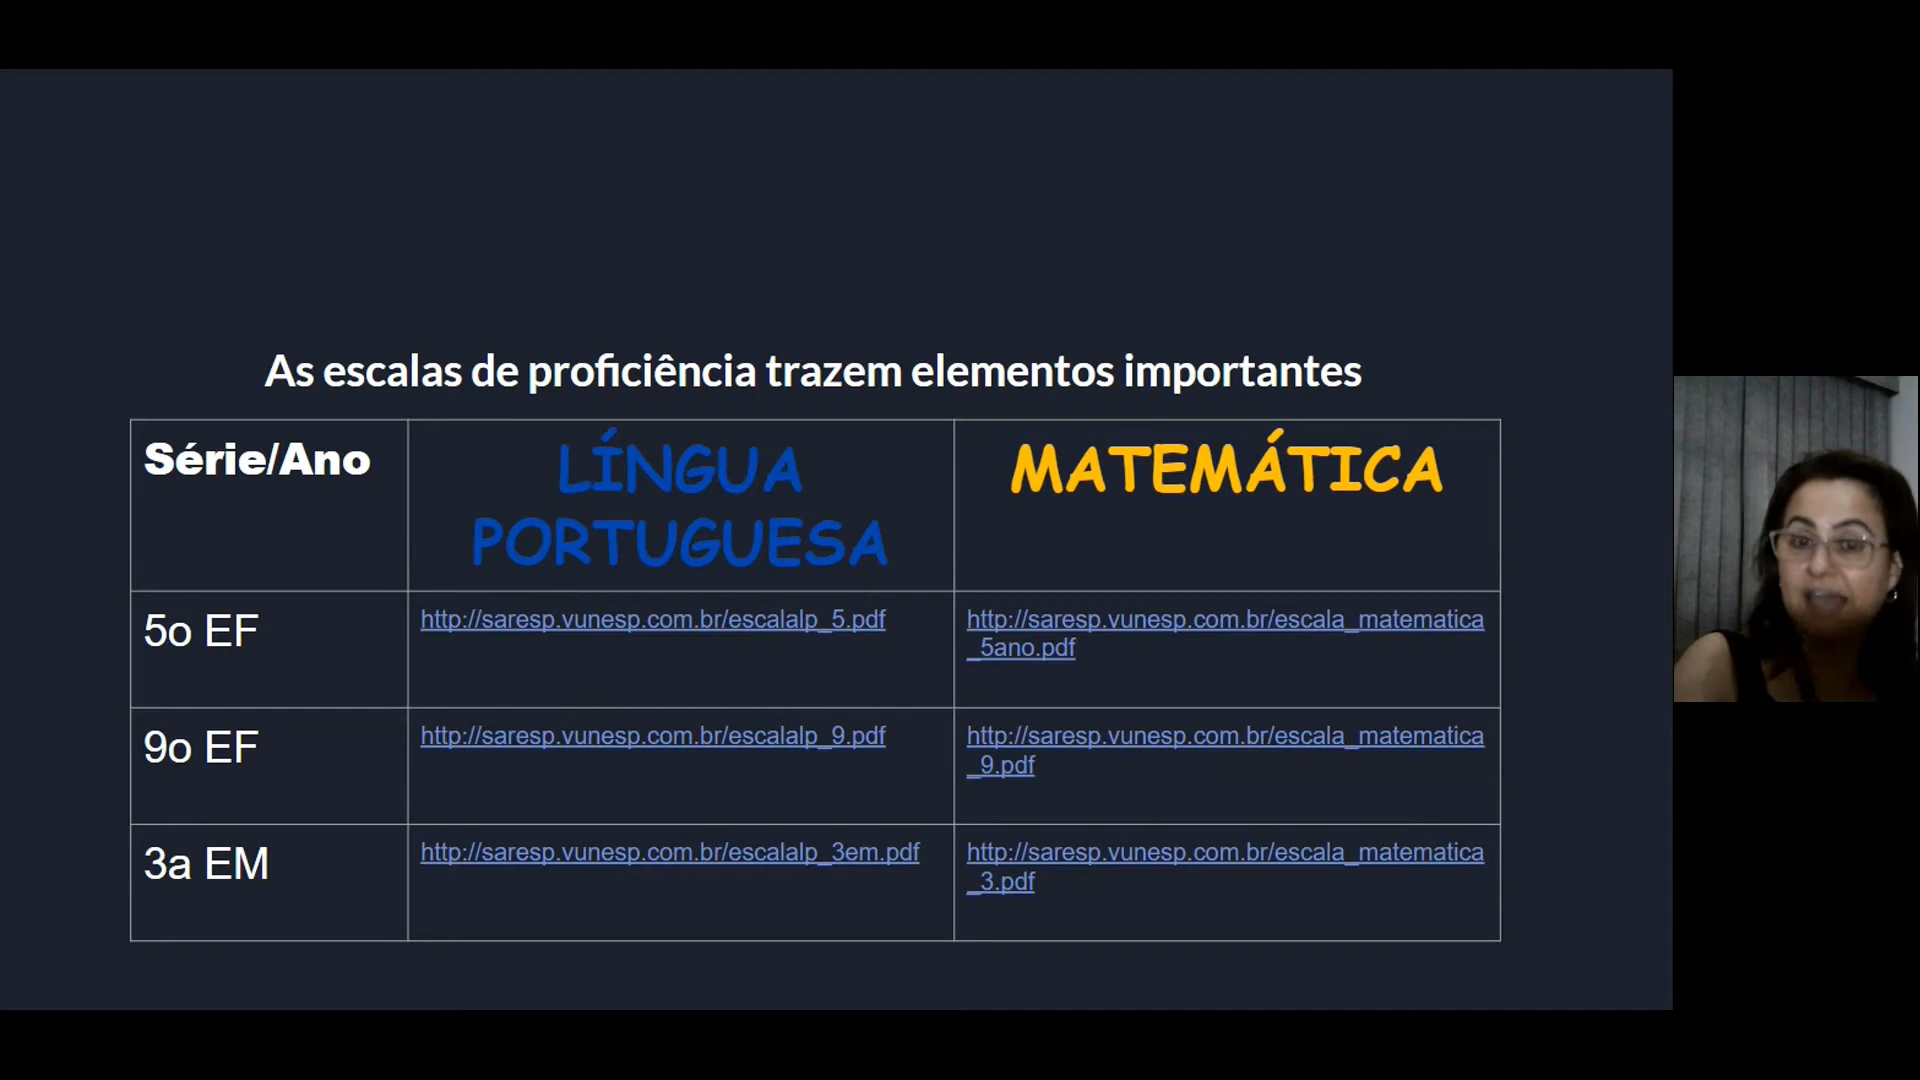 As escalas de proficiência trazem elementos importantes
Série/Ano
LÍNGUA
PORTUGUESA
MATEMÁTICA
5o EF
http://saresp.vunesp.com.br/escalalp_5.pdf
http://saresp.vunesp.com.br/escala_matematica
_5ano.pdf
9o EF
http://saresp.vunesp.com.br/escalalp_9.pdf
http://saresp.vunesp.com.br/escala_matematica
_9.pdf
3a EM
http://saresp.vunesp.com.br/escalalp_3em.pdf
http://saresp.vunesp.com.br/escala_matematica
_3.pdf